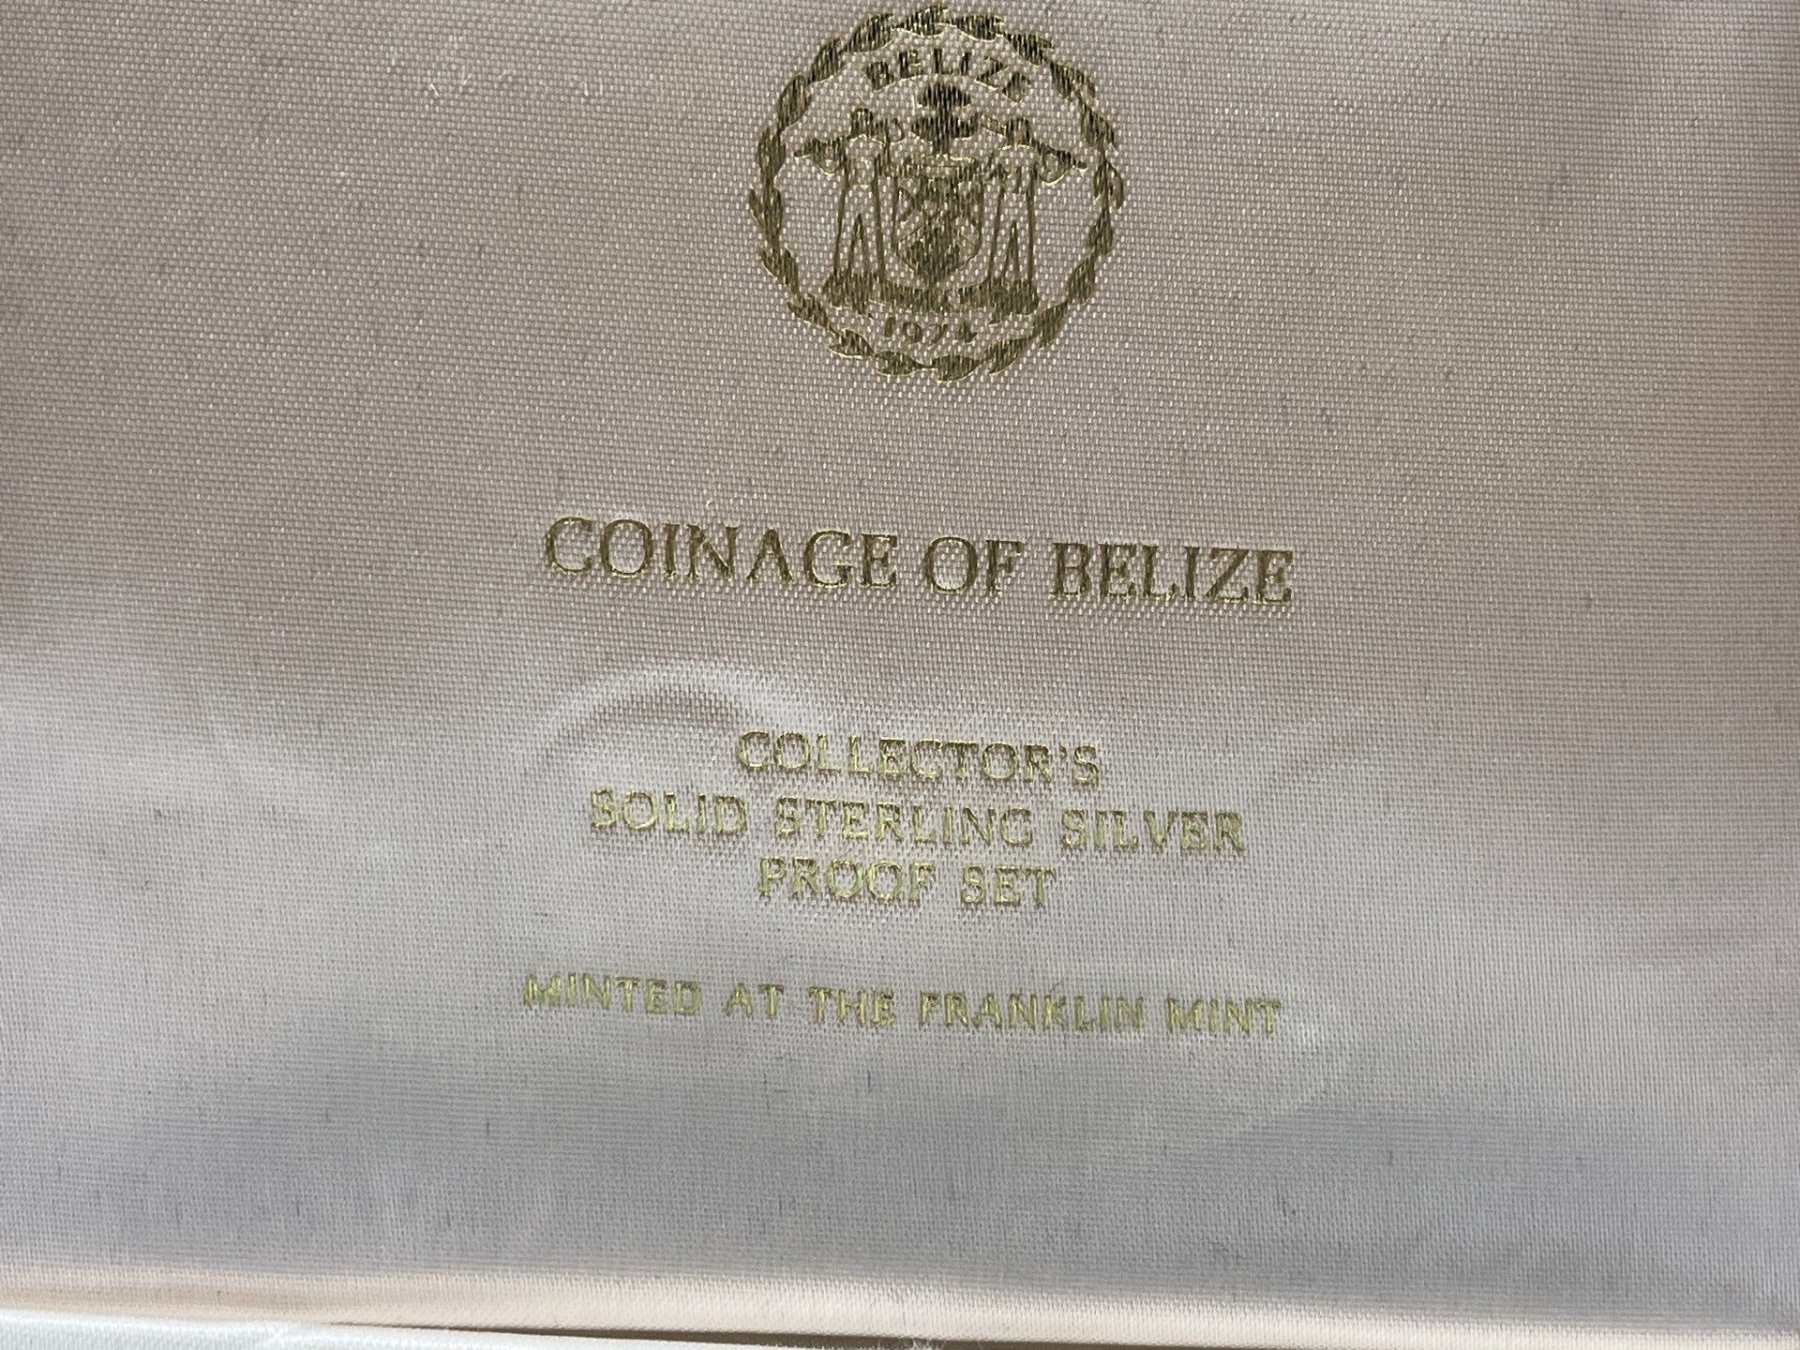 BELIZE
1974
COINAGE OF BELIZE
COLLECTOR'S
SOLID STERLING SILVER
PROOF SET
MINTED AT THE FRANKLIN MINT